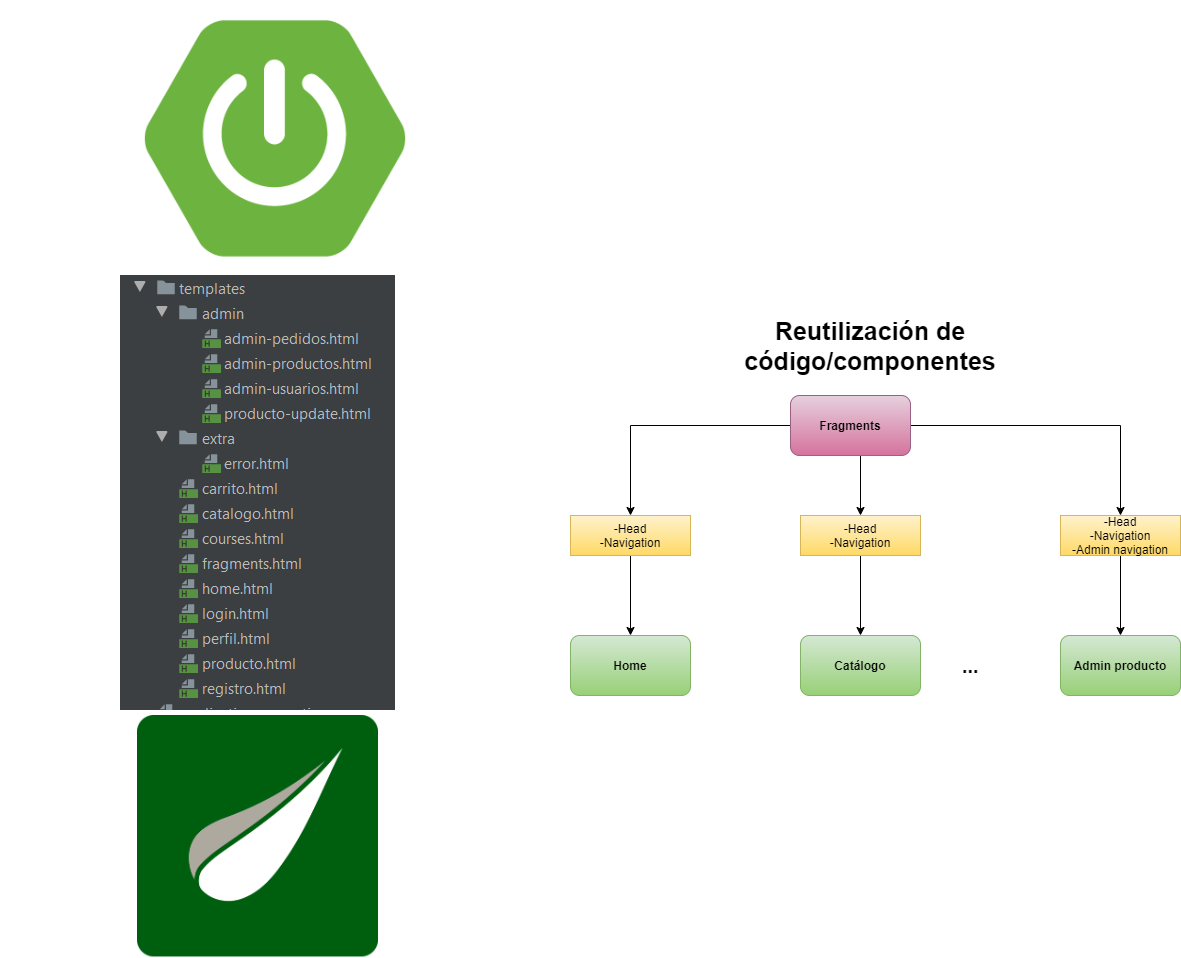 templates
admin
admin-pedidos.html
admin-productos.html
admin-usuarios.html
producto-update.html
extra
error.html
carrito.html
catalogo.html
courses.html
fragments.html
home.html
login.html
perfil.html
producto.html
registro.html
Reutilización de
código/componentes
Fragments
-Head
-Navigation
-Head
-Navigation
-Head
-Navigation
-Admin navigation
Home
Catálogo
...
Admin producto